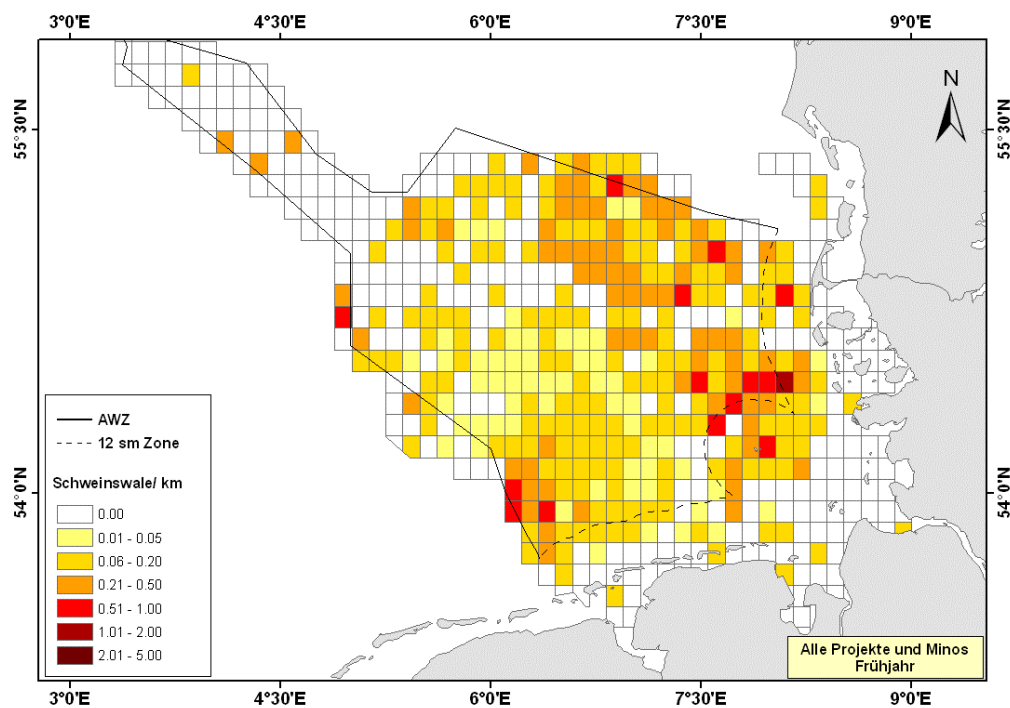 3°0'E 4°30'E 6°0'E 7°30'E 9°0'E
N
55°30'N 55°30'N
AWZ
12 sm Zone
Schweinswale/ km
0.00
0.01 - 0.05
0.06 - 0.20
0.21 - 0.50
0.51 - 1.00
1.01 - 2.00
2.01 - 5.00
54°0'N 54°0'N
Alle Projekte und Minos
Frühjahr
3°0'E 4°30'E 6°0'E 7°30'E 9°0'E